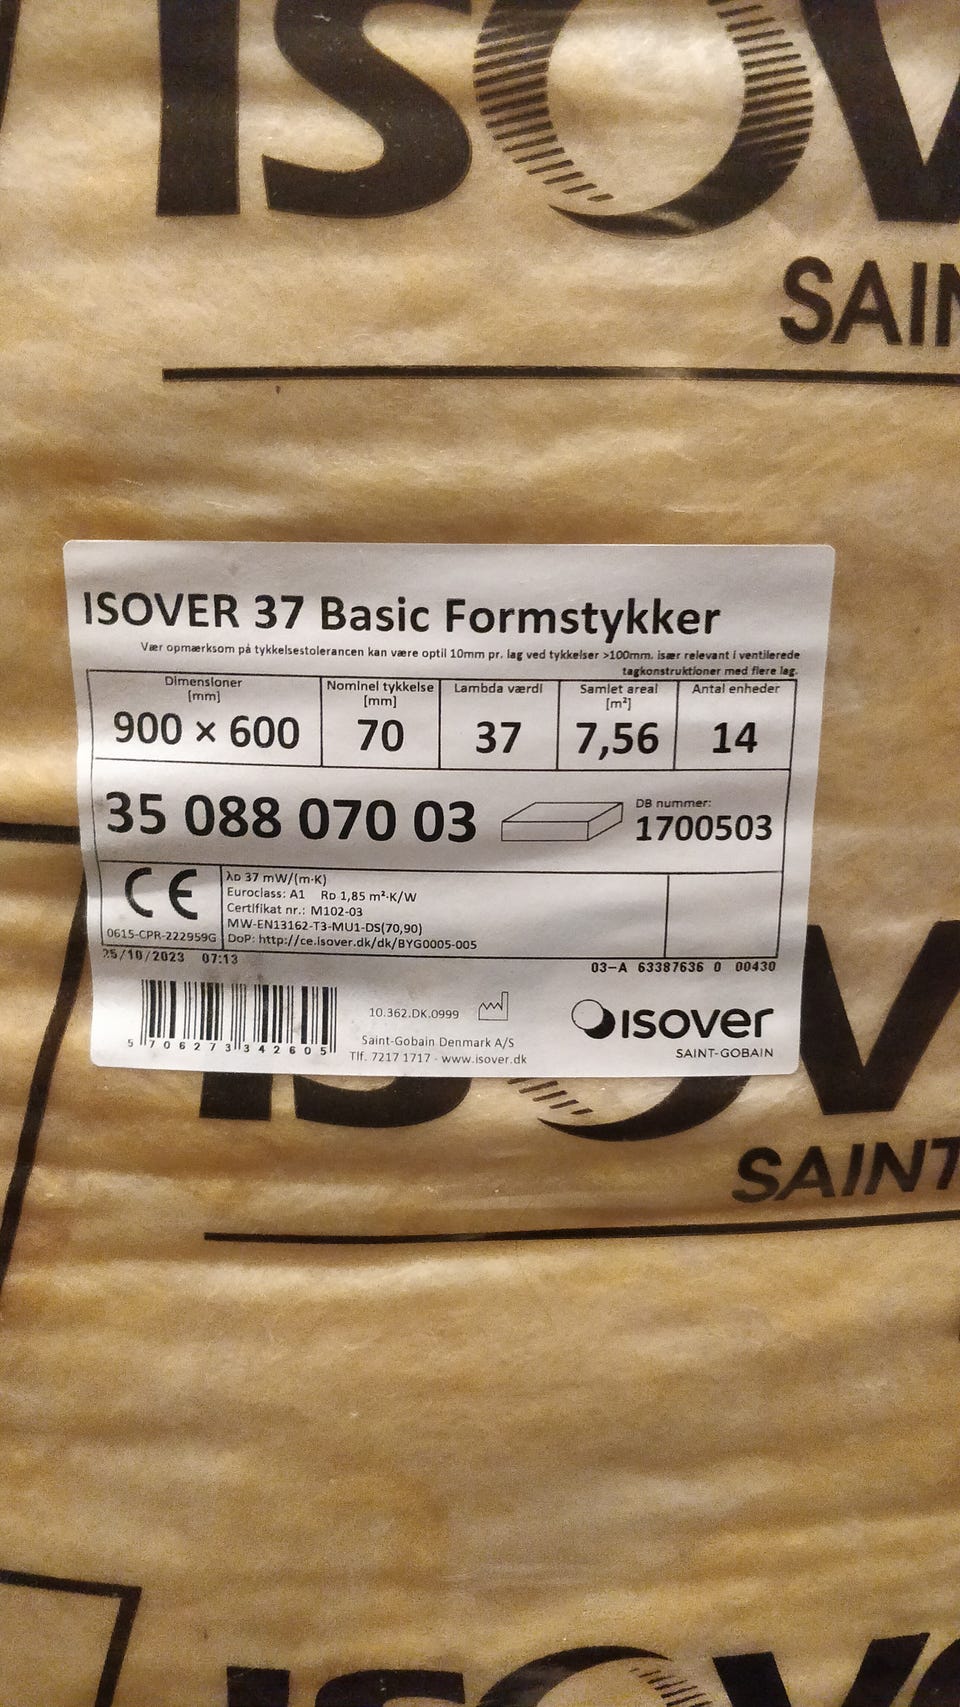 ISOV
SAIN
ISOVER 37 Basic Formstykker
Vær opmærksom på tykkelsestolerancen kan være optil 10mm pr. lag ved tykkelser >100mm. især relevant i ventilerede
tagkonstruktioner med flere lag.
Dimensioner [mm] Nominel tykkelse [mm] Lambda værdi Samlet areal [m²] Antal enheder
900 × 600 70 37 7,56 14
35 088 070 03 DB nummer: 1700503
CE
λD 37 mW/(m·K)
Euroclass: A1 RD 1,85 m²·K/W
Certifikat nr.: M102-03
MW-EN13162-T3-MU1-DS(70,90)
0615-CPR-222959G DoP: http://ce.isover.dk/dk/BYG0005-005
25/10/2023 07:13 03-A 63387636 0 00430
5 706273 342605
10.362.DK.0999
Saint-Gobain Denmark A/S
Tlf. 7217 1717 - www.isover.dk
isover
SAINT-GOBAIN
ISOV
SAINT
ISOVE